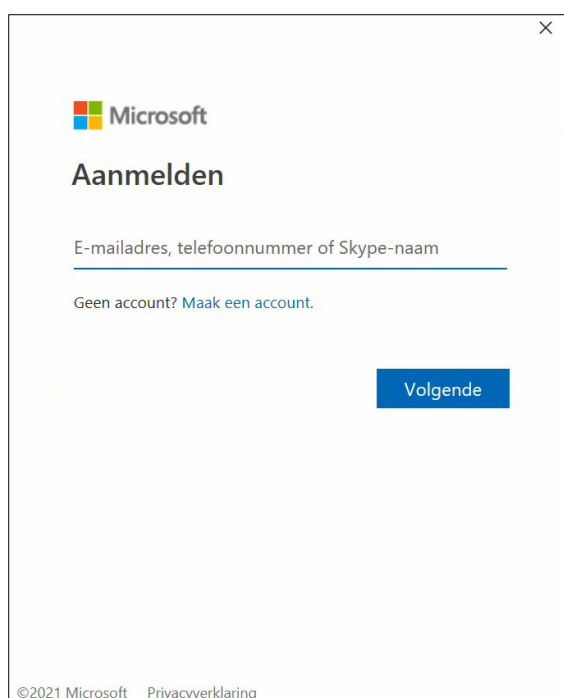 Microsoft
Aanmelden
E-mailadres, telefoonnummer of Skype-naam
Geen account? Maak een account.
Volgende
©2021 Microsoft Privacyverklaring